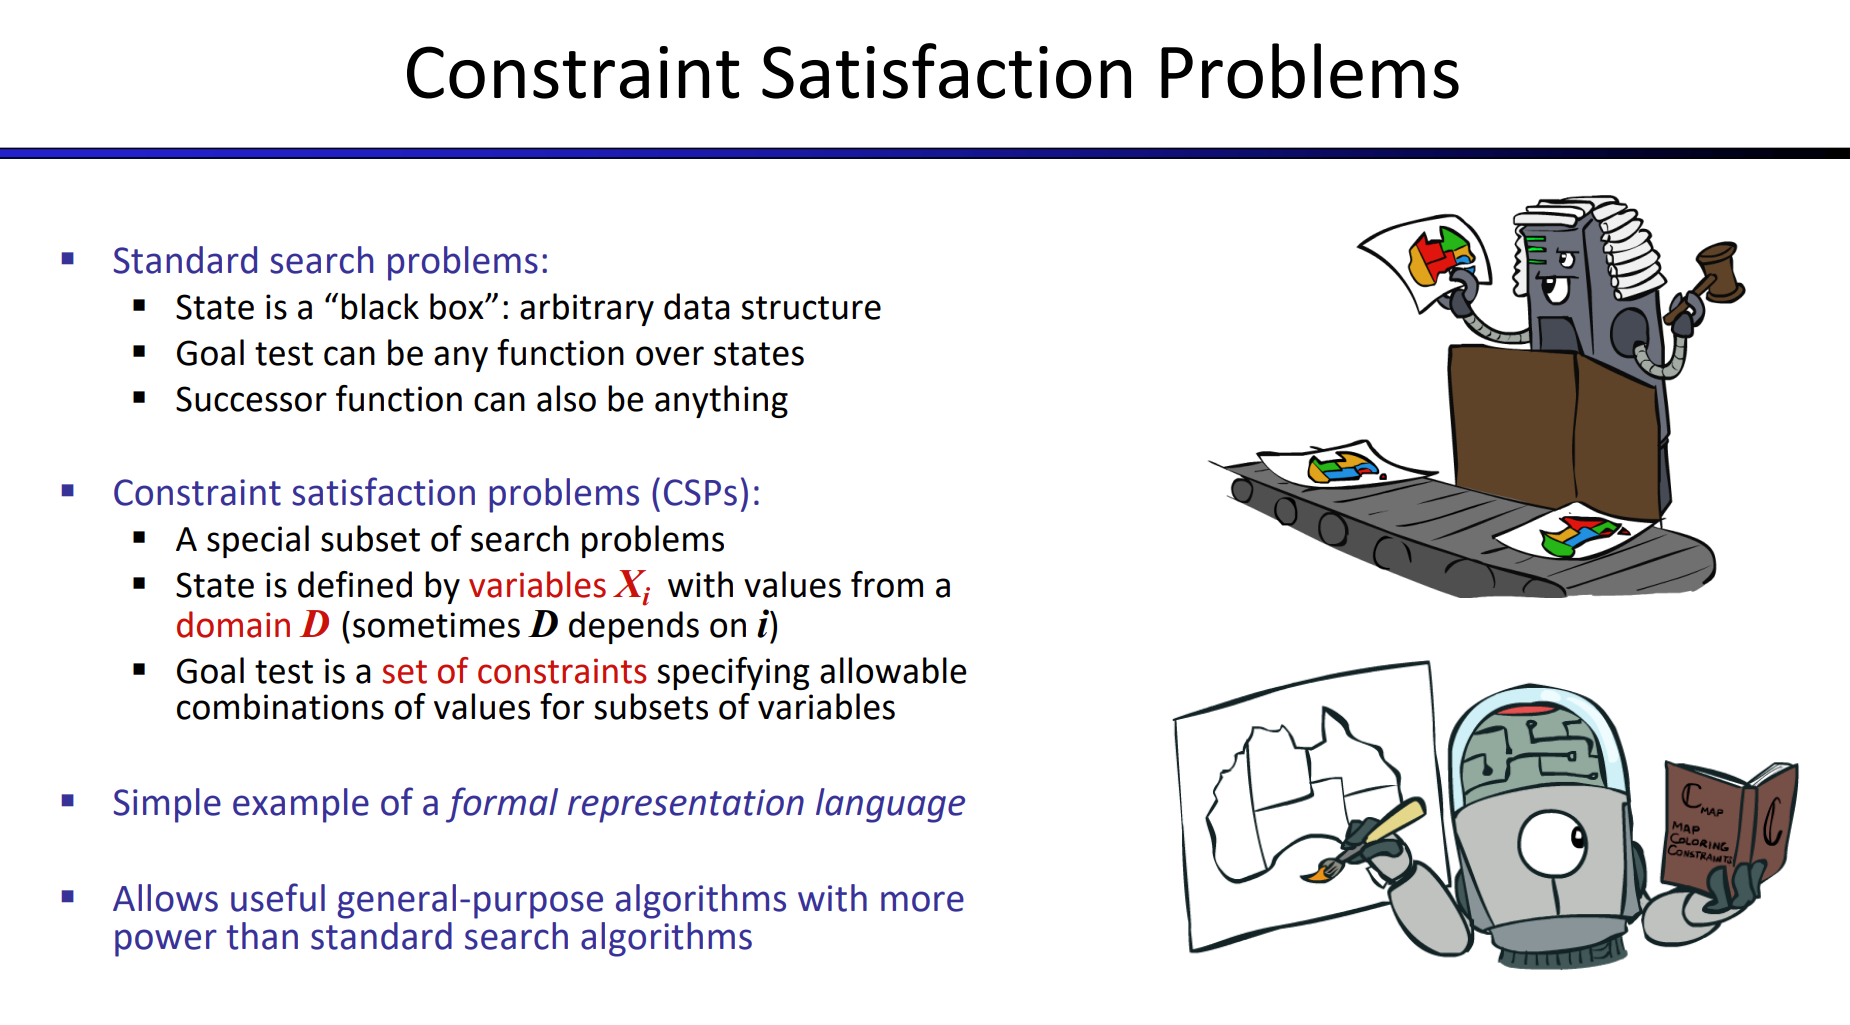 Constraint Satisfaction Problems
▪ Standard search problems:
▪ State is a “black box”: arbitrary data structure
▪ Goal test can be any function over states
▪ Successor function can also be anything
▪ Constraint satisfaction problems (CSPs):
▪ A special subset of search problems
▪ State is defined by variables Xi with values from a
domain D (sometimes D depends on i)
▪ Goal test is a set of constraints specifying allowable
combinations of values for subsets of variables
▪ Simple example of a formal representation language
▪ Allows useful general-purpose algorithms with more
power than standard search algorithms
C
MAP
MAP
COLORING
CONSTRAINTS
C